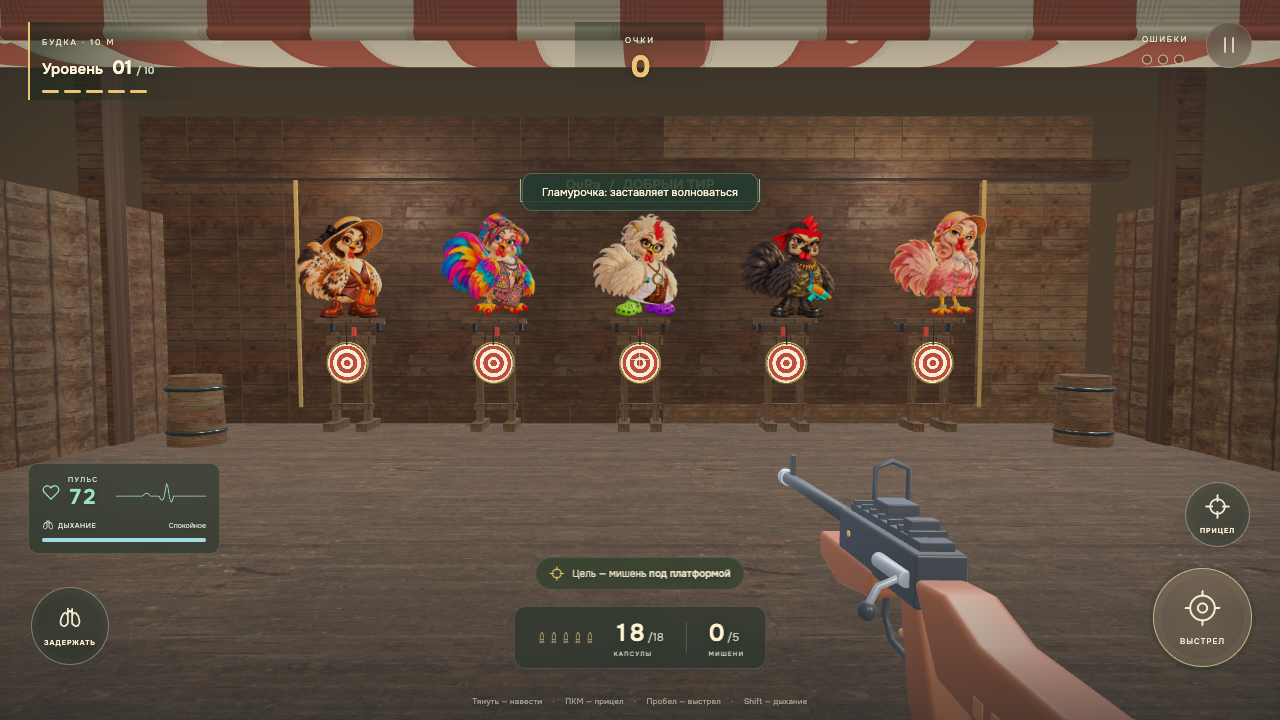 БУДКА · 10 М
Уровень 01 / 10
ОЧКИ
0
ОШИБКИ
Гламурочка: заставляет волноваться
ПУЛЬС
72
ДЫХАНИЕ
Спокойное
ЗАДЕРЖАТЬ
Цель — мишень под платформой
18 /18
КАПСУЛЫ
0 /5
МИШЕНИ
ПРИЦЕЛ
ВЫСТРЕЛ
Тянуть — навести · ПКМ — прицел · Пробел — выстрел · Shift — дыхание